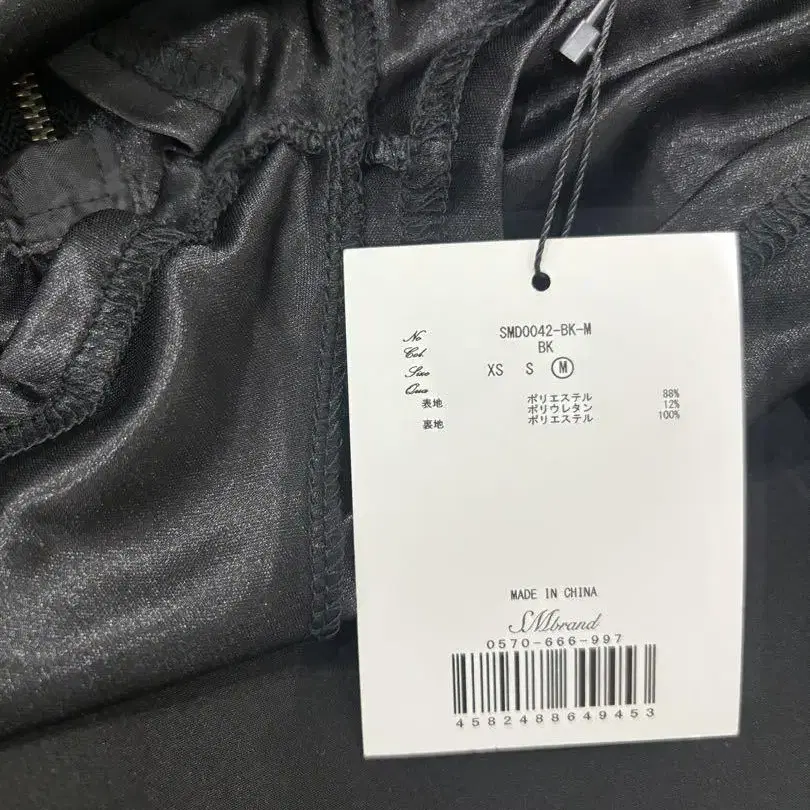 No SMD0042-BK-M
Col. BK
Size XS S M
Qua
表地 ポリエステル 88%
ポリウレタン 12%
裏地 ポリエステル 100%
MADE IN CHINA
SMbrand
0570-666-997
4582488649453